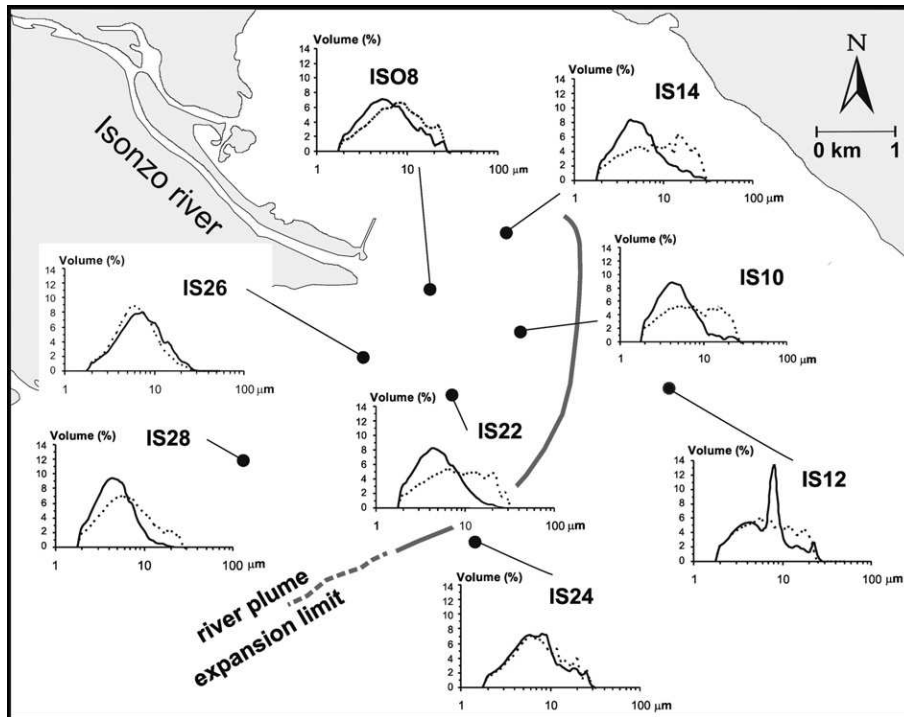 Volume (%)
ISO8
14
12
10
8
6
4
2
0
1
10
100 µm
Volume (%)
IS14
14
12
10
8
6
4
2
0
1
10
100 µm
N
0 km 1
Isonzo river
Volume (%)
IS26
14
12
10
8
6
4
2
0
1
10
100 µm
Volume (%)
IS10
14
12
10
8
6
4
2
0
1
10
100 µm
Volume (%)
IS28
14
12
10
8
6
4
2
0
1
10
100 µm
Volume (%)
IS22
14
12
10
8
6
4
2
0
1
10
100 µm
Volume (%)
IS12
14
12
10
8
6
4
2
0
1
10
100 µm
river plume
expansion limit
Volume (%)
IS24
14
12
10
8
6
4
2
0
1
10
100 µm